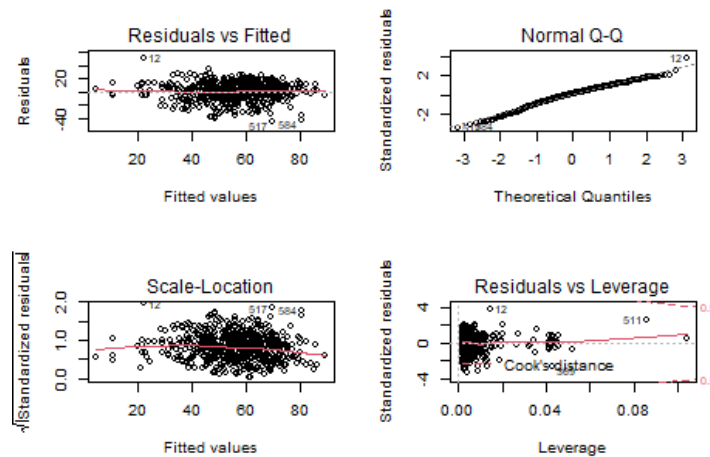 Residuals vs Fitted
Residuals
20
-40
12
517
584
20 40 60 80
Fitted values
Normal Q-Q
Standardized residuals
2
-2
12
584
-3 -2 -1 0 1 2 3
Theoretical Quantiles
Scale-Location
√|Standardized residuals
2.0
1.0
0.0
12
517
584
20 40 60 80
Fitted values
Residuals vs Leverage
Standardized residuals
4
0
-4
12
511
Cook's distance
0.00 0.04 0.08
Leverage